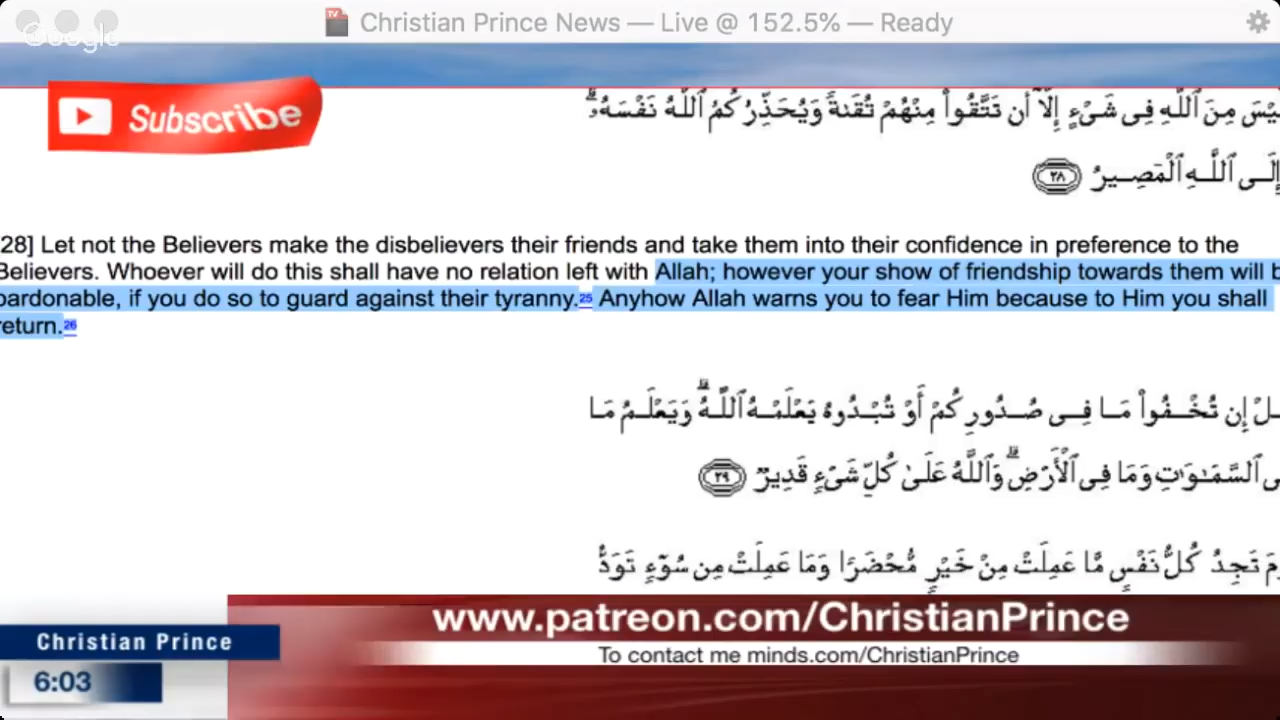 Christian Prince News — Live @ 152.5% — Ready
Google
Subscribe
مِنَ ٱللَّهِ فِى شَىْءٍ إِلَّآ أَن تَتَّقُوا۟ مِنْهُمْ تُقَىٰةً وَيُحَذِّرُكُمُ ٱللَّهُ نَفْسَهُۥ ۗ
ٱللَّهِ ٱلْمَصِيرُ ٢٨
28] Let not the Believers make the disbelievers their friends and take them into their confidence in preference to the
Believers. Whoever will do this shall have no relation left with Allah; however your show of friendship towards them will b
pardonable, if you do so to guard against their tyranny.25 Anyhow Allah warns you to fear Him because to Him you shall
return.26
إِن تُخْفُوا۟ مَا فِى صُدُورِكُمْ أَوْ تُبْدُوهُ يَعْلَمْهُ ٱللَّهُ ۗ وَيَعْلَمُ مَا
ٱلسَّمَـٰوَٰتِ وَمَا فِى ٱلْأَرْضِ ۗ وَٱللَّهُ عَلَىٰ كُلِّ شَىْءٍ قَدِيرٌ ٢٩
تَجِدُ كُلُّ نَفْسٍ مَّا عَمِلَتْ مِنْ خَيْرٍ مُّحْضَرًا وَمَا عَمِلَتْ مِن سُوٓءٍ تَوَدُّ
www.patreon.com/ChristianPrince
To contact me minds.com/ChristianPrince
Christian Prince
6:03